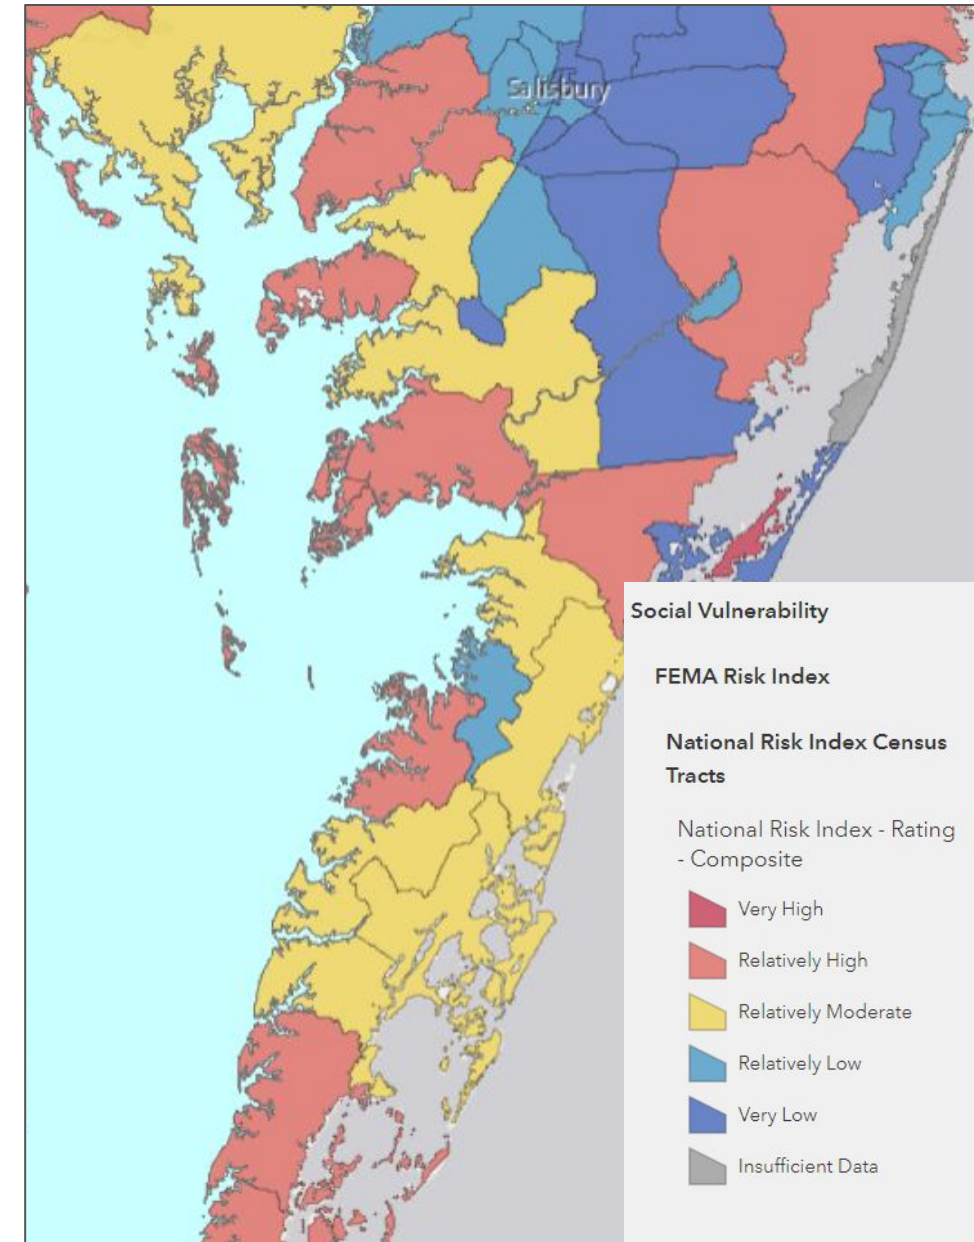 Salisbury
Social Vulnerability
FEMA Risk Index
National Risk Index Census
Tracts
National Risk Index - Rating
- Composite
Very High
Relatively High
Relatively Moderate
Relatively Low
Very Low
Insufficient Data